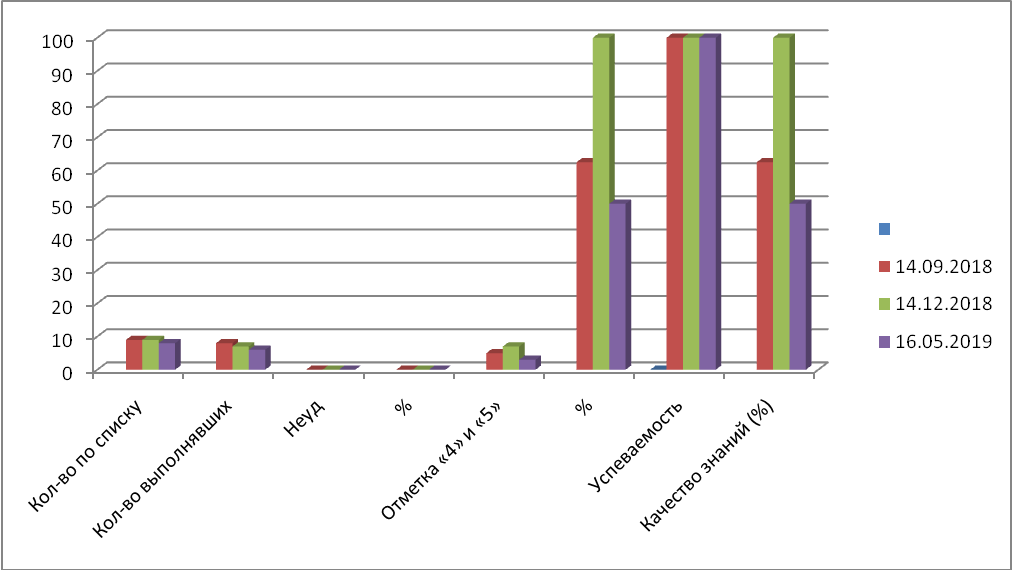 100
90
80
70
60
50
40
30
20
10
0
Кол-во по списку
Кол-во выполнявших
Неуд
%
Отметка «4» и «5»
%
Успеваемость
Качество знаний (%)
14.09.2018
14.12.2018
16.05.2019